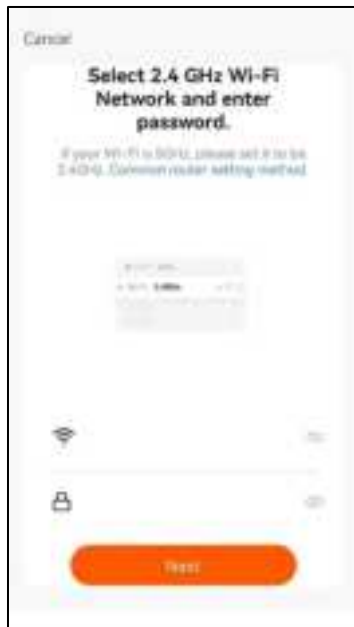 Cancel
Select 2.4 GHz Wi-Fi
Network and enter
password.
If your Wi-Fi is 5GHz, please set it to be
2.4GHz. Common router setting method
Next